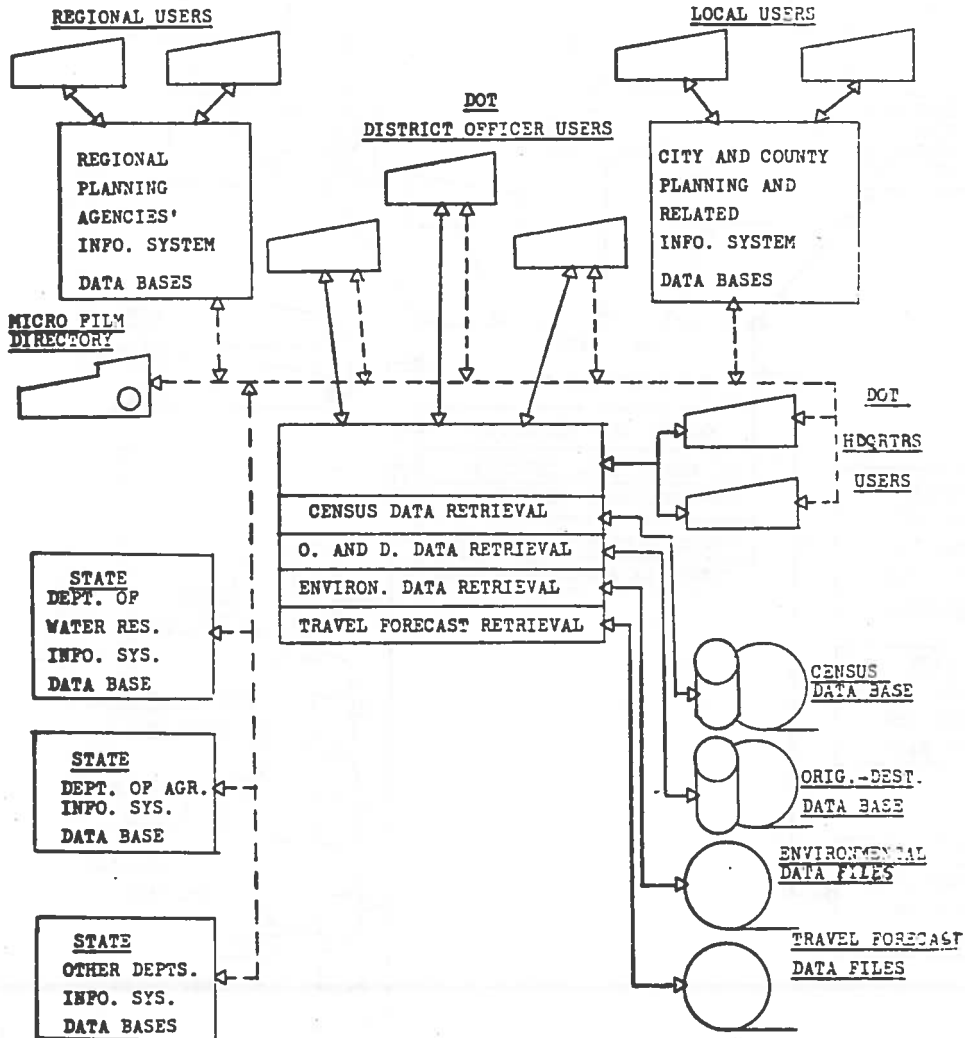 REGIONAL USERS
LOCAL USERS
DOT
DISTRICT OFFICER USERS
REGIONAL
PLANNING
AGENCIES'
INFO. SYSTEM
DATA BASES
CITY AND COUNTY
PLANNING AND
RELATED
INFO. SYSTEM
DATA BASES
MICRO FILM
DIRECTORY
DOT
HDQRTRS
USERS
CENSUS DATA RETRIEVAL
O. AND D. DATA RETRIEVAL
ENVIRON. DATA RETRIEVAL
TRAVEL FORECAST RETRIEVAL
STATE
DEPT. OF
WATER RES.
INFO. SYS.
DATA BASE
STATE
DEPT. OF AGR.
INFO. SYS.
DATA BASE
STATE
OTHER DEPTS.
INFO. SYS.
DATA BASES
CENSUS
DATA BASE
ORIG.-DEST.
DATA BASE
ENVIRONMENTAL
DATA FILES
TRAVEL FORECAST
DATA FILES